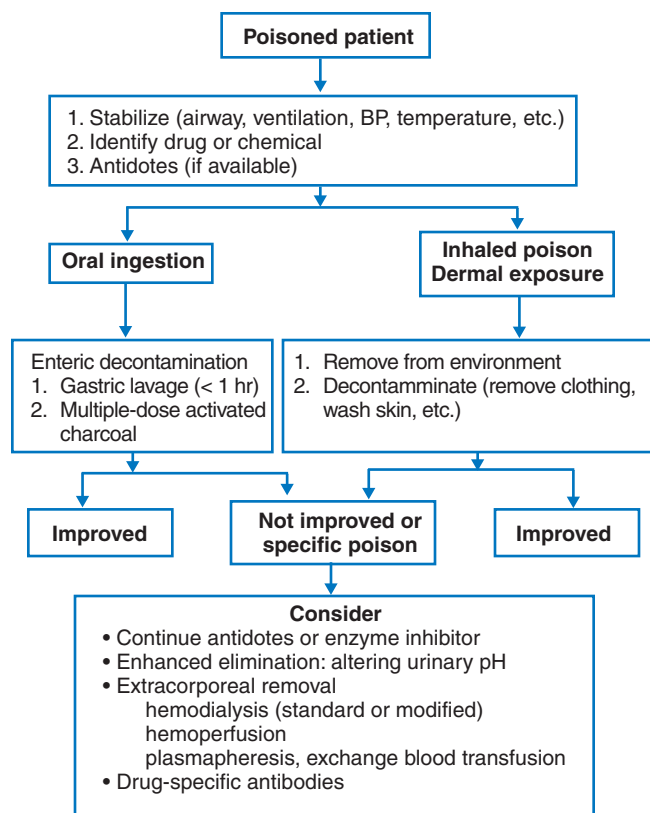 Poisoned patient
1. Stabilize (airway, ventilation, BP, temperature, etc.)
2. Identify drug or chemical
3. Antidotes (if available)
Oral ingestion
Inhaled poison
Dermal exposure
Enteric decontamination
1. Gastric lavage (< 1 hr)
2. Multiple-dose activated
charcoal
1. Remove from environment
2. Decontamminate (remove clothing,
wash skin, etc.)
Improved
Not improved or
specific poison
Improved
Consider
• Continue antidotes or enzyme inhibitor
• Enhanced elimination: altering urinary pH
• Extracorporeal removal
hemodialysis (standard or modified)
hemoperfusion
plasmapheresis, exchange blood transfusion
• Drug-specific antibodies